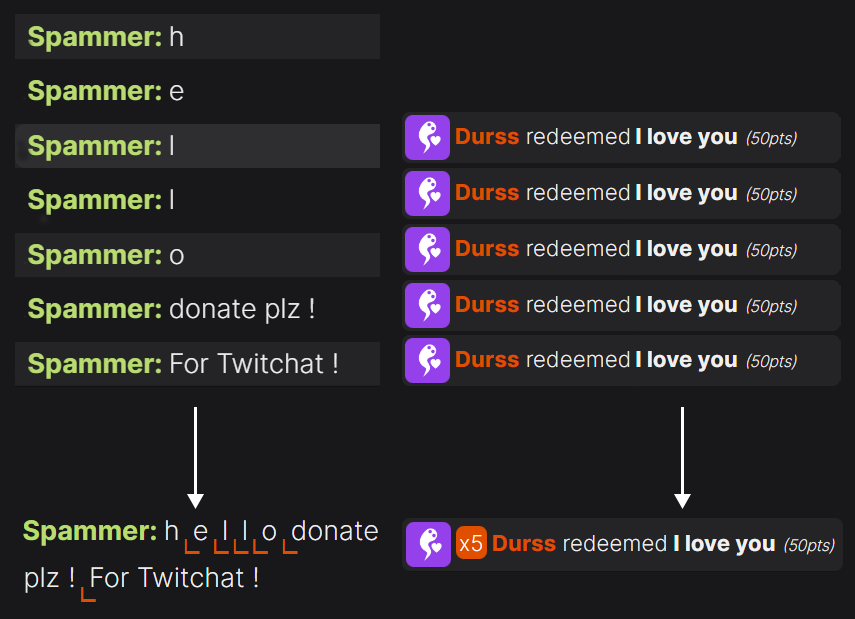 Spammer: h
Spammer: e
Spammer: l
Spammer: l
Spammer: o
Spammer: donate plz !
Spammer: For Twitchat !
Durss redeemed I love you (50pts)
Durss redeemed I love you (50pts)
Durss redeemed I love you (50pts)
Durss redeemed I love you (50pts)
Durss redeemed I love you (50pts)
Spammer: h e l l o donate
plz ! For Twitchat !
x5 Durss redeemed I love you (50pts)